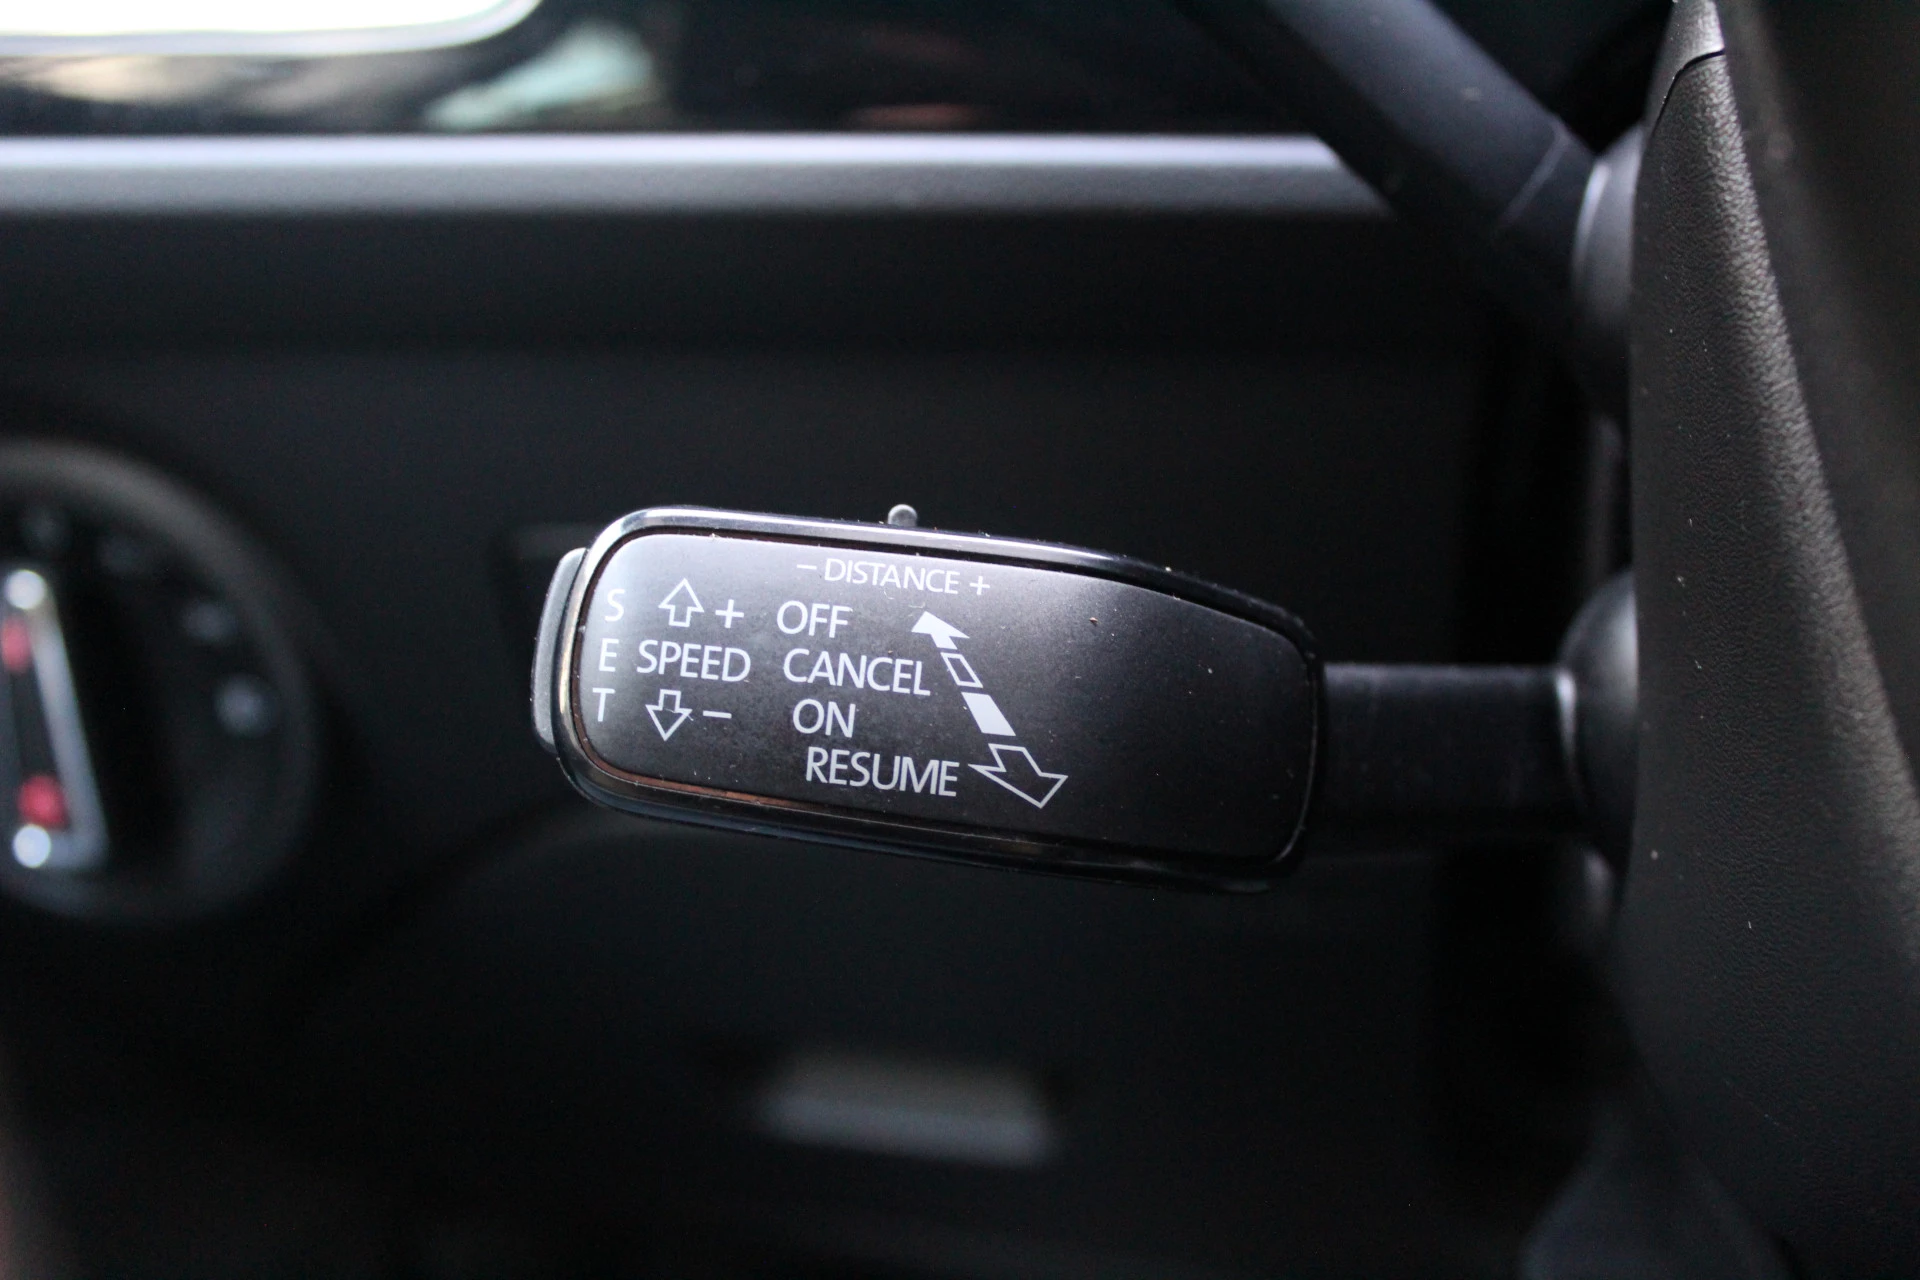 − DISTANCE +
S ⇧+ OFF
E SPEED CANCEL
T ⇩− ON
RESUME